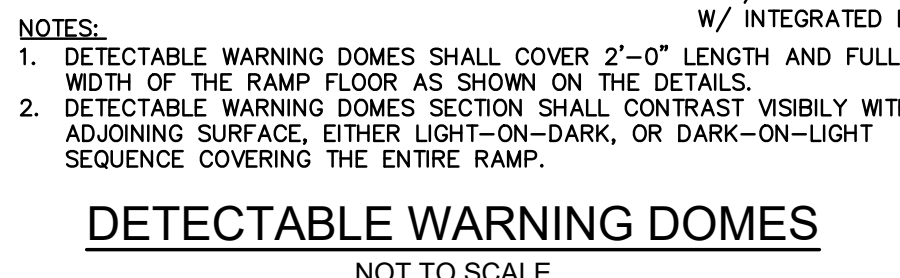 W/ INTEGRATED
NOTES:
1. DETECTABLE WARNING DOMES SHALL COVER 2'-0" LENGTH AND FULL
WIDTH OF THE RAMP FLOOR AS SHOWN ON THE DETAILS.
2. DETECTABLE WARNING DOMES SECTION SHALL CONTRAST VISIBILY WITH
ADJOINING SURFACE, EITHER LIGHT-ON-DARK, OR DARK-ON-LIGHT
SEQUENCE COVERING THE ENTIRE RAMP.
DETECTABLE WARNING DOMES
NOT TO SCALE